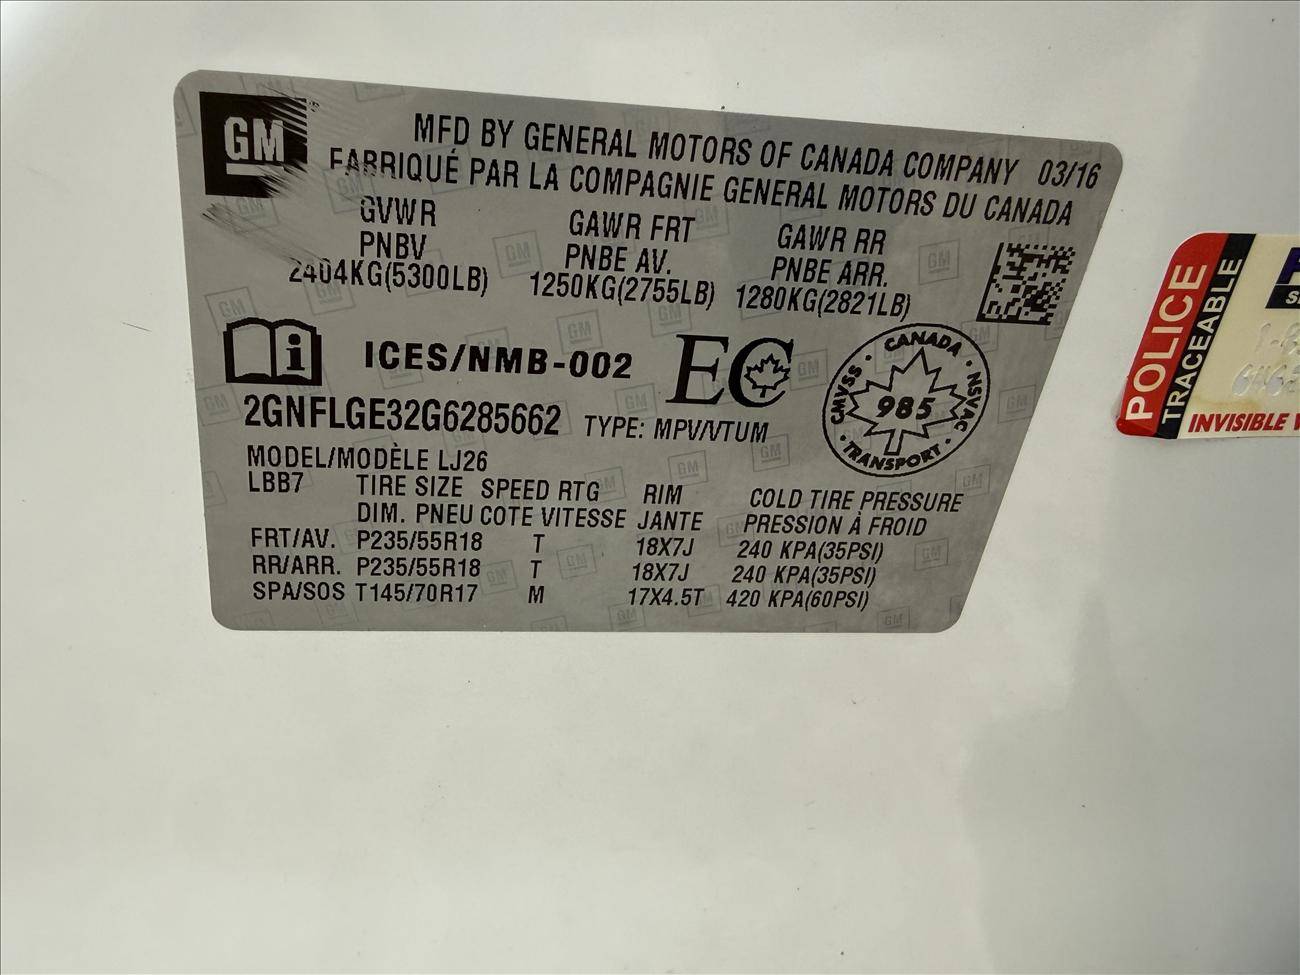 GM
MFD BY GENERAL MOTORS OF CANADA COMPANY 03/16
FABRIQUÉ PAR LA COMPAGNIE GENERAL MOTORS DU CANADA
GVWR GAWR FRT GAWR RR
PNBV PNBE AV. PNBE ARR.
2404KG(5300LB) 1250KG(2755LB) 1280KG(2821LB)
ICES/NMB-002 EC
CANADA
CMVSS 985 NSVAC
TRANSPORT
2GNFLGE32G6285662 TYPE: MPV/VTUM
MODEL/MODÈLE LJ26
LBB7 TIRE SIZE SPEED RTG RIM COLD TIRE PRESSURE
DIM. PNEU COTE VITESSE JANTE PRESSION À FROID
FRT/AV. P235/55R18 T 18X7J 240 KPA(35PSI)
RR/ARR. P235/55R18 T 18X7J 240 KPA(35PSI)
SPA/SOS T145/70R17 M 17X4.5T 420 KPA(60PSI)
POLICE
TRACEABLE
INVISIBLE